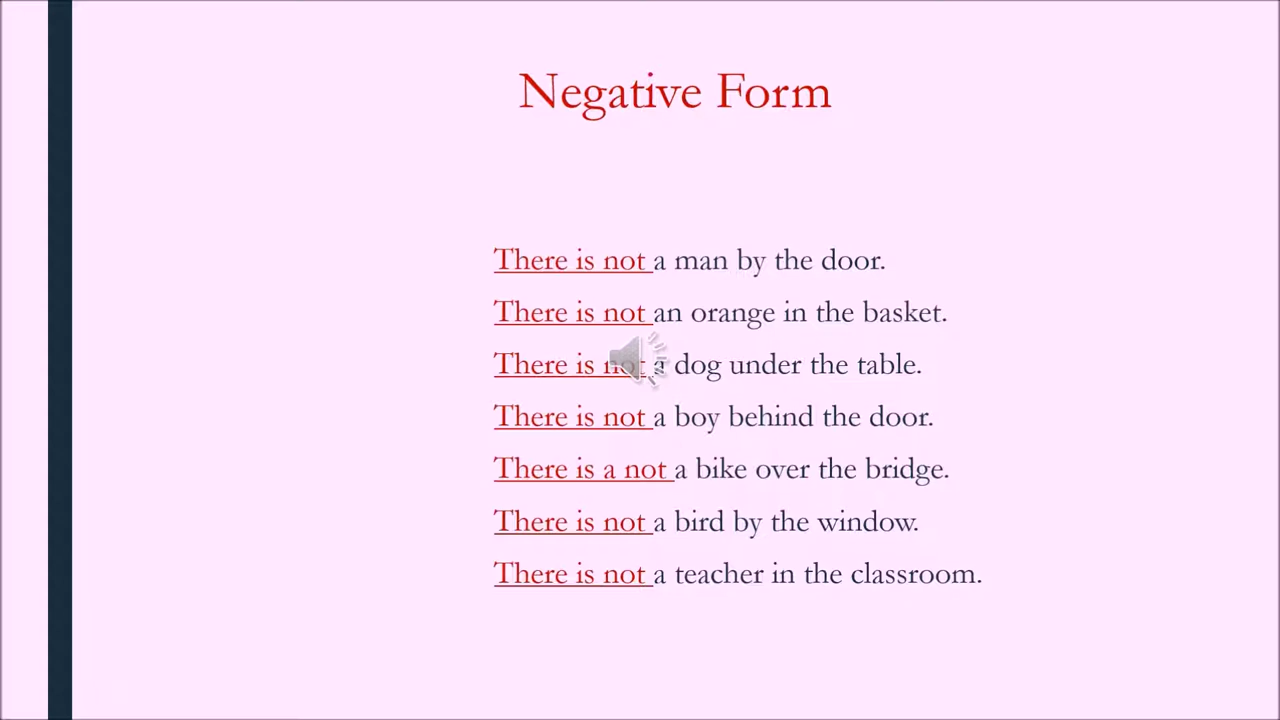 Negative Form
There is not a man by the door.
There is not an orange in the basket.
There is not a dog under the table.
There is not a boy behind the door.
There is a not a bike over the bridge.
There is not a bird by the window.
There is not a teacher in the classroom.